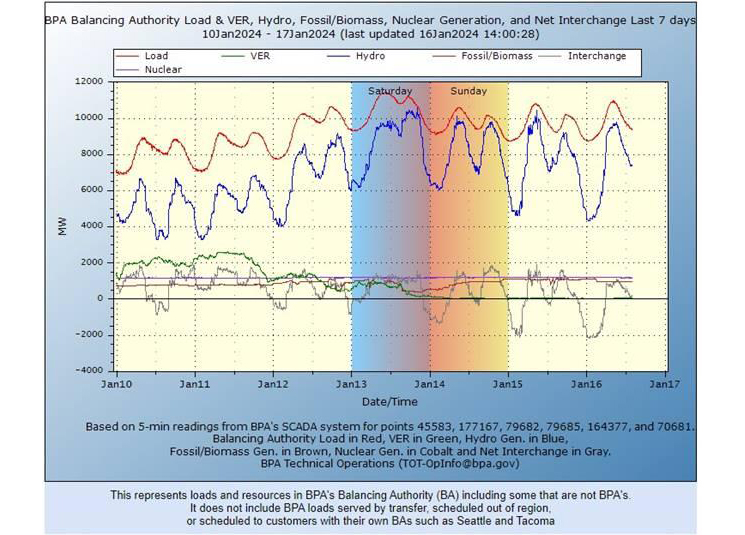 BPA Balancing Authority Load & VER, Hydro, Fossil/Biomass, Nuclear Generation, and Net Interchange Last 7 days
10Jan2024 - 17Jan2024 (last updated 16Jan2024 14:00:28)
Load VER Hydro Fossil/Biomass Interchange
Nuclear
12000
Saturday Sunday
10000
8000
6000
MW
4000
2000
0
-2000
-4000
Jan10 Jan11 Jan12 Jan13 Jan14 Jan15 Jan16 Jan17
Date/Time
Based on 5-min readings from BPA's SCADA system for points 45583, 177167, 79682, 79685, 164377, and 70681.
Balancing Authority Load in Red, VER in Green, Hydro Gen. in Blue,
Fossil/Biomass Gen. in Brown, Nuclear Gen. in Cobalt and Net Interchange in Gray.
BPA Technical Operations (TOT-OpInfo@bpa.gov)
This represents loads and resources in BPA's Balancing Authority (BA) including some that are not BPA's.
It does not include BPA loads served by transfer, scheduled out of region,
or scheduled to customers with their own BAs such as Seattle and Tacoma